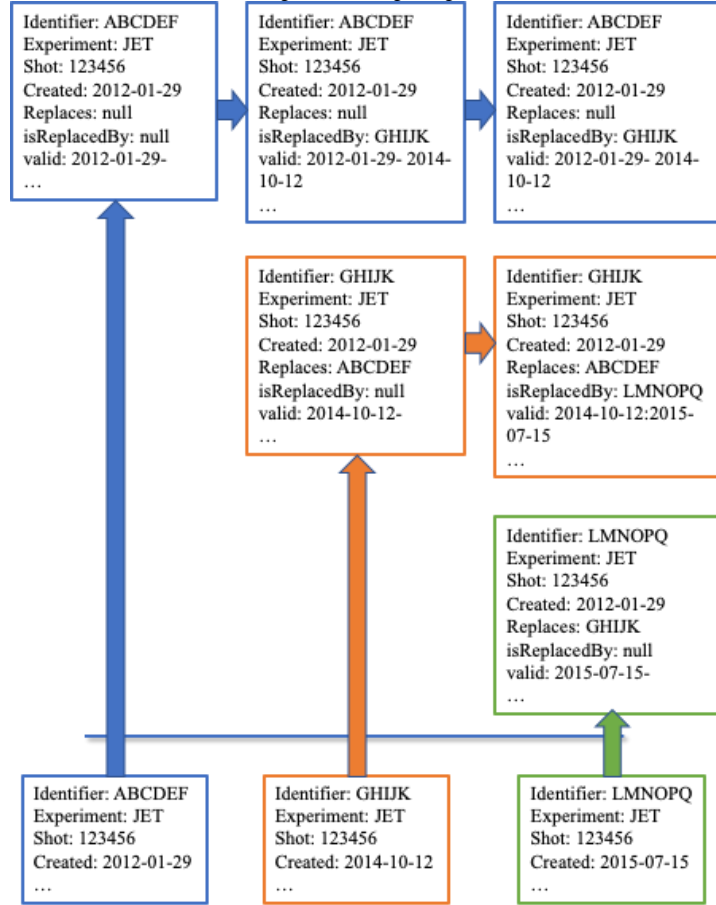 Identifier: ABCDEF
Experiment: JET
Shot: 123456
Created: 2012-01-29
Replaces: null
isReplacedBy: null
valid: 2012-01-29-
…
Identifier: ABCDEF
Experiment: JET
Shot: 123456
Created: 2012-01-29
Replaces: null
isReplacedBy: GHIJK
valid: 2012-01-29- 2014-
10-12
…
Identifier: ABCDEF
Experiment: JET
Shot: 123456
Created: 2012-01-29
Replaces: null
isReplacedBy: GHIJK
valid: 2012-01-29- 2014-
10-12
…
Identifier: GHIJK
Experiment: JET
Shot: 123456
Created: 2012-01-29
Replaces: ABCDEF
isReplacedBy: null
valid: 2014-10-12-
…
Identifier: GHIJK
Experiment: JET
Shot: 123456
Created: 2012-01-29
Replaces: ABCDEF
isReplacedBy: LMNOPQ
valid: 2014-10-12:2015-
07-15
…
Identifier: LMNOPQ
Experiment: JET
Shot: 123456
Created: 2012-01-29
Replaces: GHIJK
isReplacedBy: null
valid: 2015-07-15-
…
Identifier: ABCDEF
Experiment: JET
Shot: 123456
Created: 2012-01-29
…
Identifier: GHIJK
Experiment: JET
Shot: 123456
Created: 2014-10-12
…
Identifier: LMNOPQ
Experiment: JET
Shot: 123456
Created: 2015-07-15
…